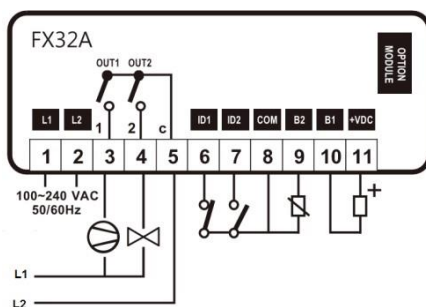 FX32A
OUT1 OUT2
OPTION
MODULE
L1 L2 1 2 c ID1 ID2 COM B2 B1 +VDC
1 2 3 4 5 6 7 8 9 10 11
100~240 VAC
50/60Hz
+
L1
L2